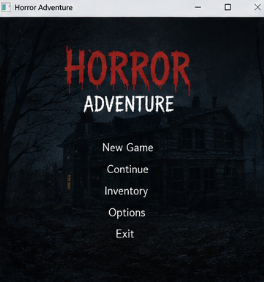 Horror Adventure
HORROR
ADVENTURE
New Game
Continue
Inventory
Options
Exit